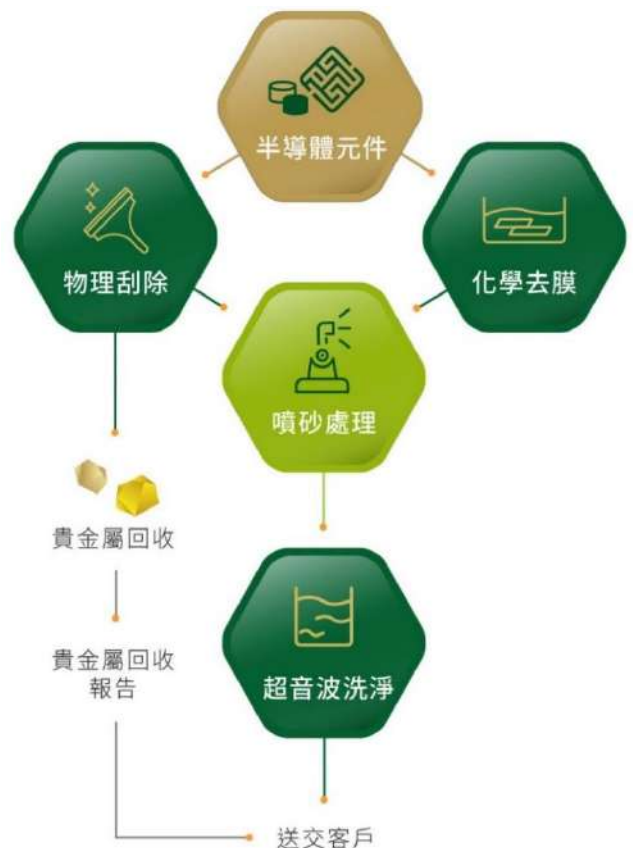 半導體元件
物理刮除
化學去膜
噴砂處理
貴金屬回收
貴金屬回收
報告
超音波洗淨
送交客戶